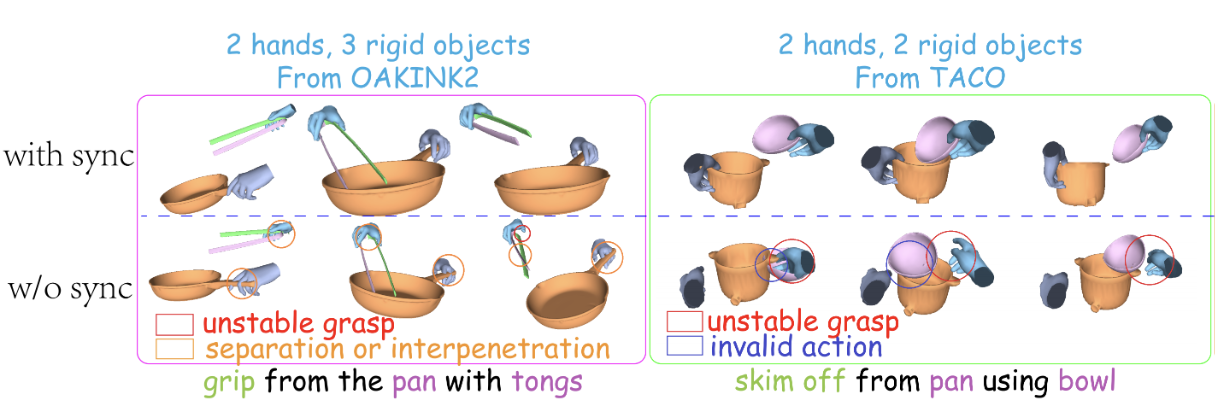 2 hands, 3 rigid objects
From OAKINK2
2 hands, 2 rigid objects
From TACO
with sync
w/o sync
unstable grasp
separation or interpenetration
unstable grasp
invalid action
grip from the pan with tongs
skim off from pan using bowl